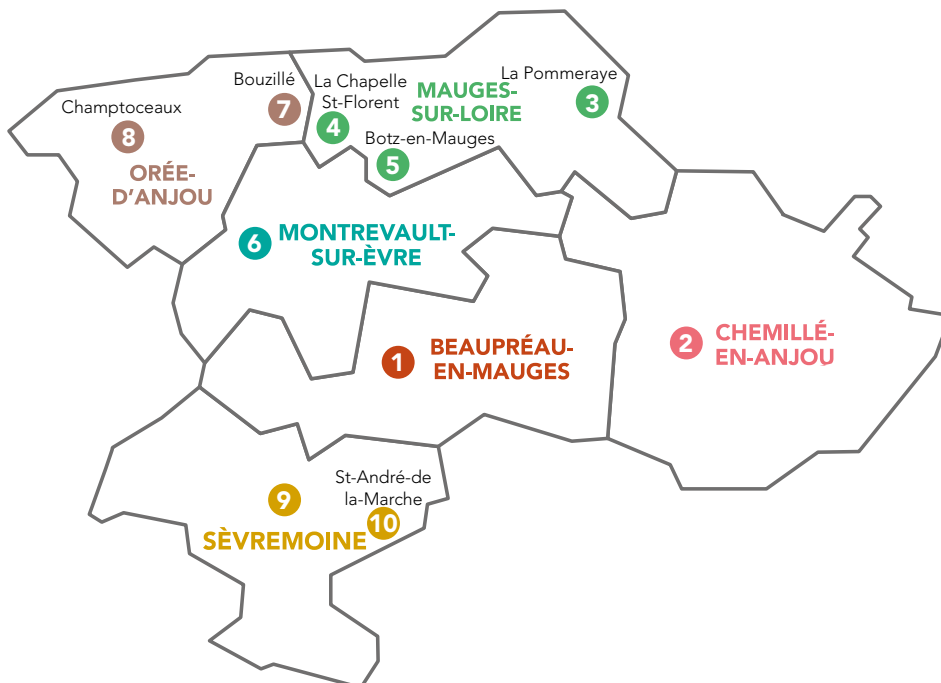 Bouzillé
7
La Chapelle
St-Florent
4
MAUGES-
SUR-LOIRE
La Pommeraye
3
Champtoceaux
8
Botz-en-Mauges
5
ORÉE-
D'ANJOU
6
MONTREVAULT-
SUR-ÈVRE
1
BEAUPRÉAU-
EN-MAUGES
2
CHEMILLÉ-
EN-ANJOU
9
SÈVREMOINE
St-André-de
la-Marche
10